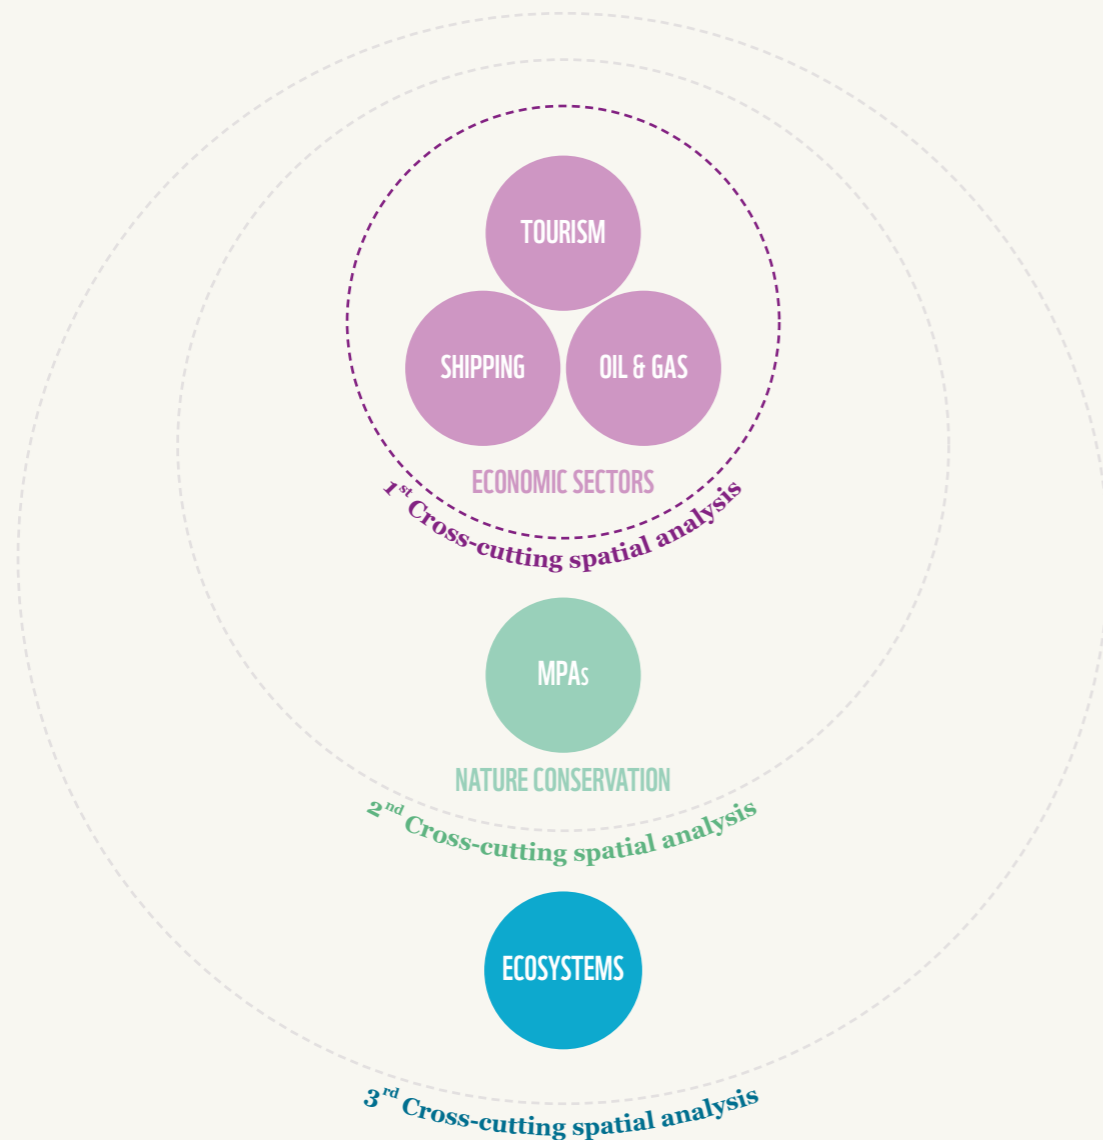 TOURISM
SHIPPING
OIL & GAS
ECONOMIC SECTORS
1st Cross-cutting spatial analysis
MPAs
NATURE CONSERVATION
2nd Cross-cutting spatial analysis
ECOSYSTEMS
3rd Cross-cutting spatial analysis